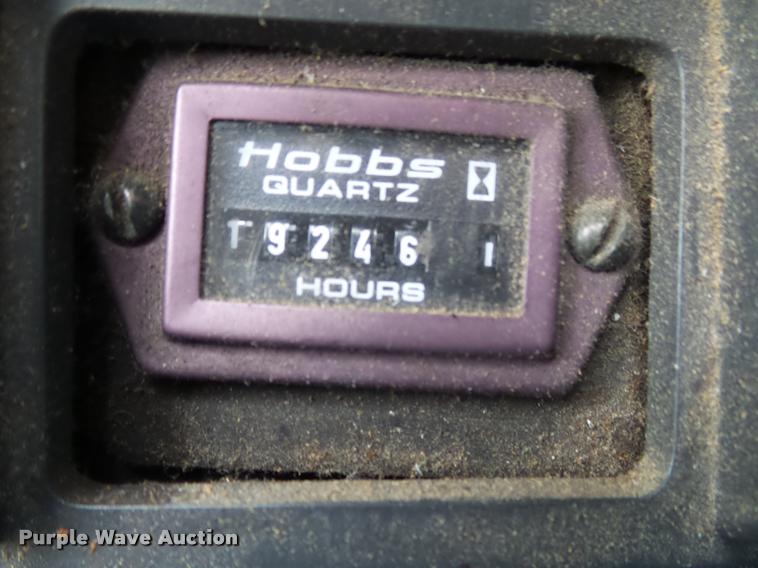 Hobbs
QUARTZ
9246 1
HOURS
Purple Wave Auction